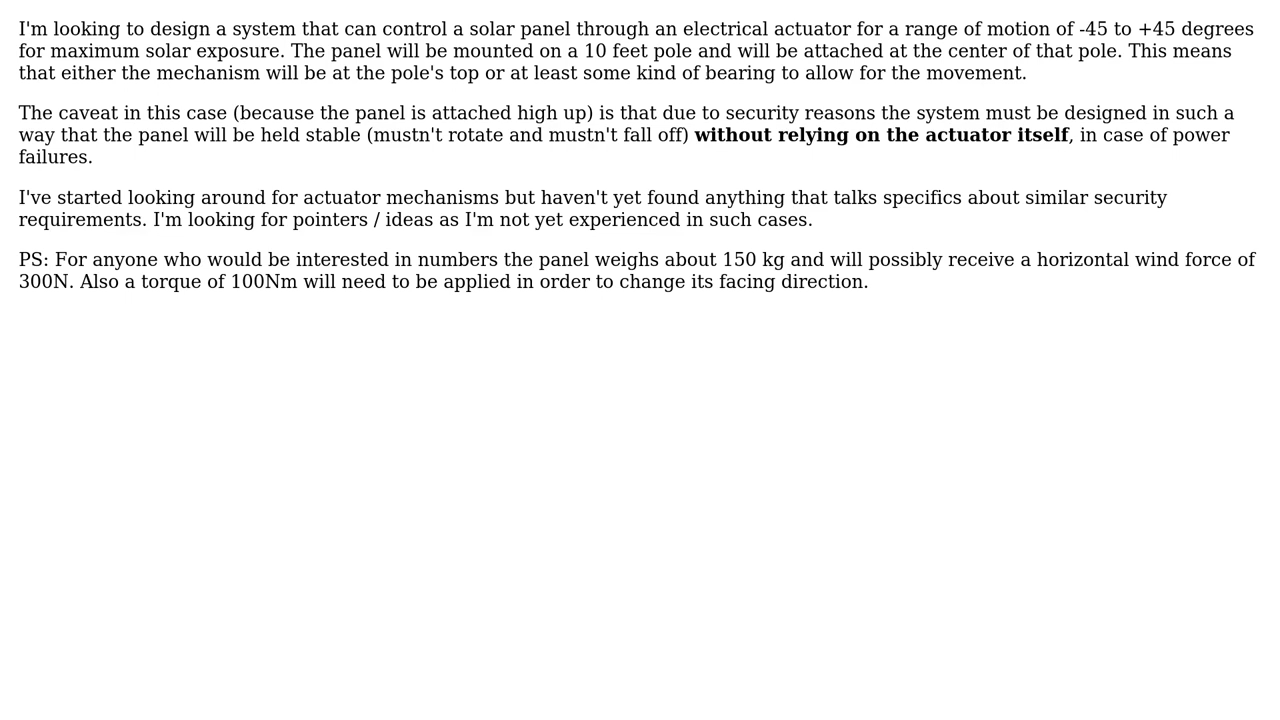 I'm looking to design a system that can control a solar panel through an electrical actuator for a range of motion of -45 to +45 degrees
for maximum solar exposure. The panel will be mounted on a 10 feet pole and will be attached at the center of that pole. This means
that either the mechanism will be at the pole's top or at least some kind of bearing to allow for the movement.
The caveat in this case (because the panel is attached high up) is that due to security reasons the system must be designed in such a
way that the panel will be held stable (mustn't rotate and mustn't fall off) without relying on the actuator itself, in case of power
failures.
I've started looking around for actuator mechanisms but haven't yet found anything that talks specifics about similar security
requirements. I'm looking for pointers / ideas as I'm not yet experienced in such cases.
PS: For anyone who would be interested in numbers the panel weighs about 150 kg and will possibly receive a horizontal wind force of
300N. Also a torque of 100Nm will need to be applied in order to change its facing direction.